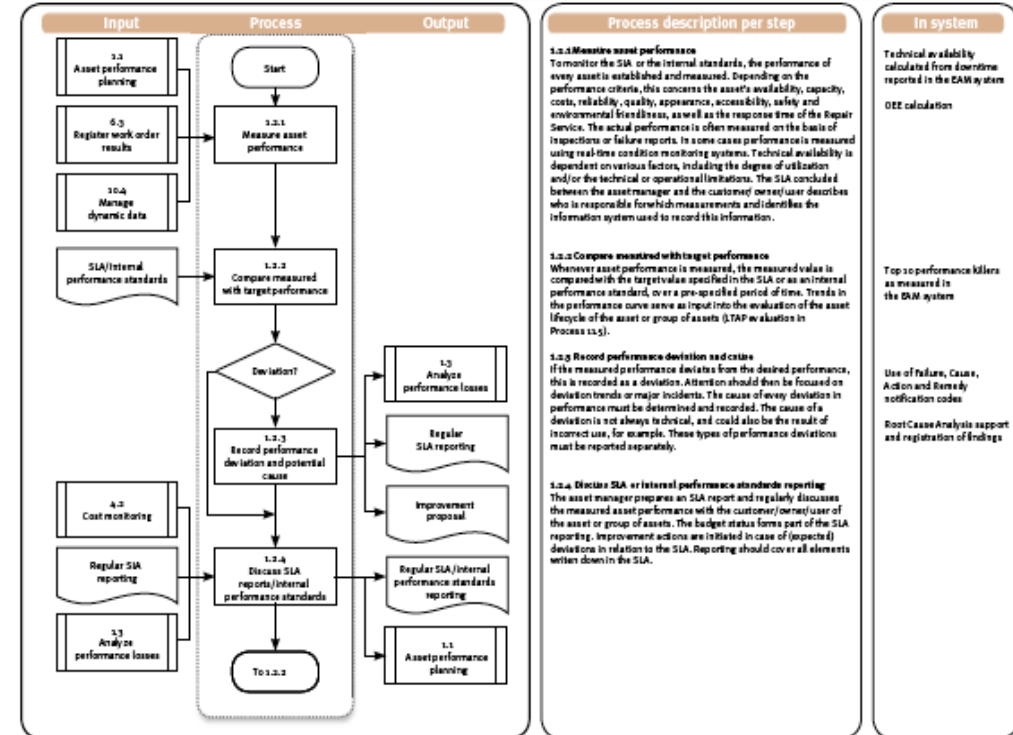 Input
Process
Output
1.1
Asset performance
planning
6.3
Register work order
results
10.4
Manage
dynamic data
SLA/Internal
performance standards
4.2
Cost monitoring
Regular SLA
reporting
1.3
Analyze
performance losses
Start
1.2.1
Measure asset
performance
1.2.2
Compare measured
with target performance
Deviation?
1.2.3
Record performance
deviation and potential
cause
1.2.4
Discuss SLA
reports/internal
performance standards
To 1.2.2
1.3
Analyze
performance losses
Regular
SLA reporting
Improvement
proposal
Regular SLA/Internal
performance standards
reporting
1.1
Asset performance
planning
Process description per step
1.2.1 Measure asset performance
To monitor the SLA or the internal standards, the performance of
every asset is established and measured. Depending on the
performance criteria, this concerns the asset's availability, capacity,
costs, reliability, quality, appearance, accessibility, safety and
environmental friendliness, as well as the response time of the Repair
Service. The actual performance is often measured on the basis of
inspections or failure reports. In some cases performance is measured
using real-time condition monitoring systems. Technical availability is
dependent on various factors, including the degree of utilization
and/or the technical or operational limitations. The SLA concluded
between the asset manager and the customer/owner/user describes
who is responsible for which measurements and identifies the
information system used to record this information.
1.2.2 Compare measured with target performance
Whenever asset performance is measured, the measured value is
compared with the target value specified in the SLA or as an internal
performance standard, over a pre-specified period of time. Trends in
the performance curve serve as input into the evaluation of the asset
lifecycle of the asset or group of assets (LTAP evaluation in
Process 11.5).
1.2.3 Record performance deviation and cause
If the measured performance deviates from the desired performance,
this is recorded as a deviation. Attention should then be focused on
deviation trends or major incidents. The cause of every deviation in
performance must be determined and recorded. The cause of a
deviation is not always technical, and could also be the result of
incorrect use, for example. These types of performance deviations
must be reported separately.
1.2.4 Discuss SLA or internal performance standards reporting
The asset manager prepares an SLA report and regularly discusses
the measured asset performance with the customer/owner/user of
the asset or group of assets. The budget status forms part of the SLA
reporting. Improvement actions are initiated in case of (expected)
deviations in relation to the SLA. Reporting should cover all elements
written down in the SLA.
In system
Technical availability
calculated from downtime
reported in the EAM system
OEE calculation
Top 10 performance killers
as measured in
the EAM system
Use of Failure, Cause,
Action and Remedy
notification codes
Root Cause Analysis support
and registration of findings